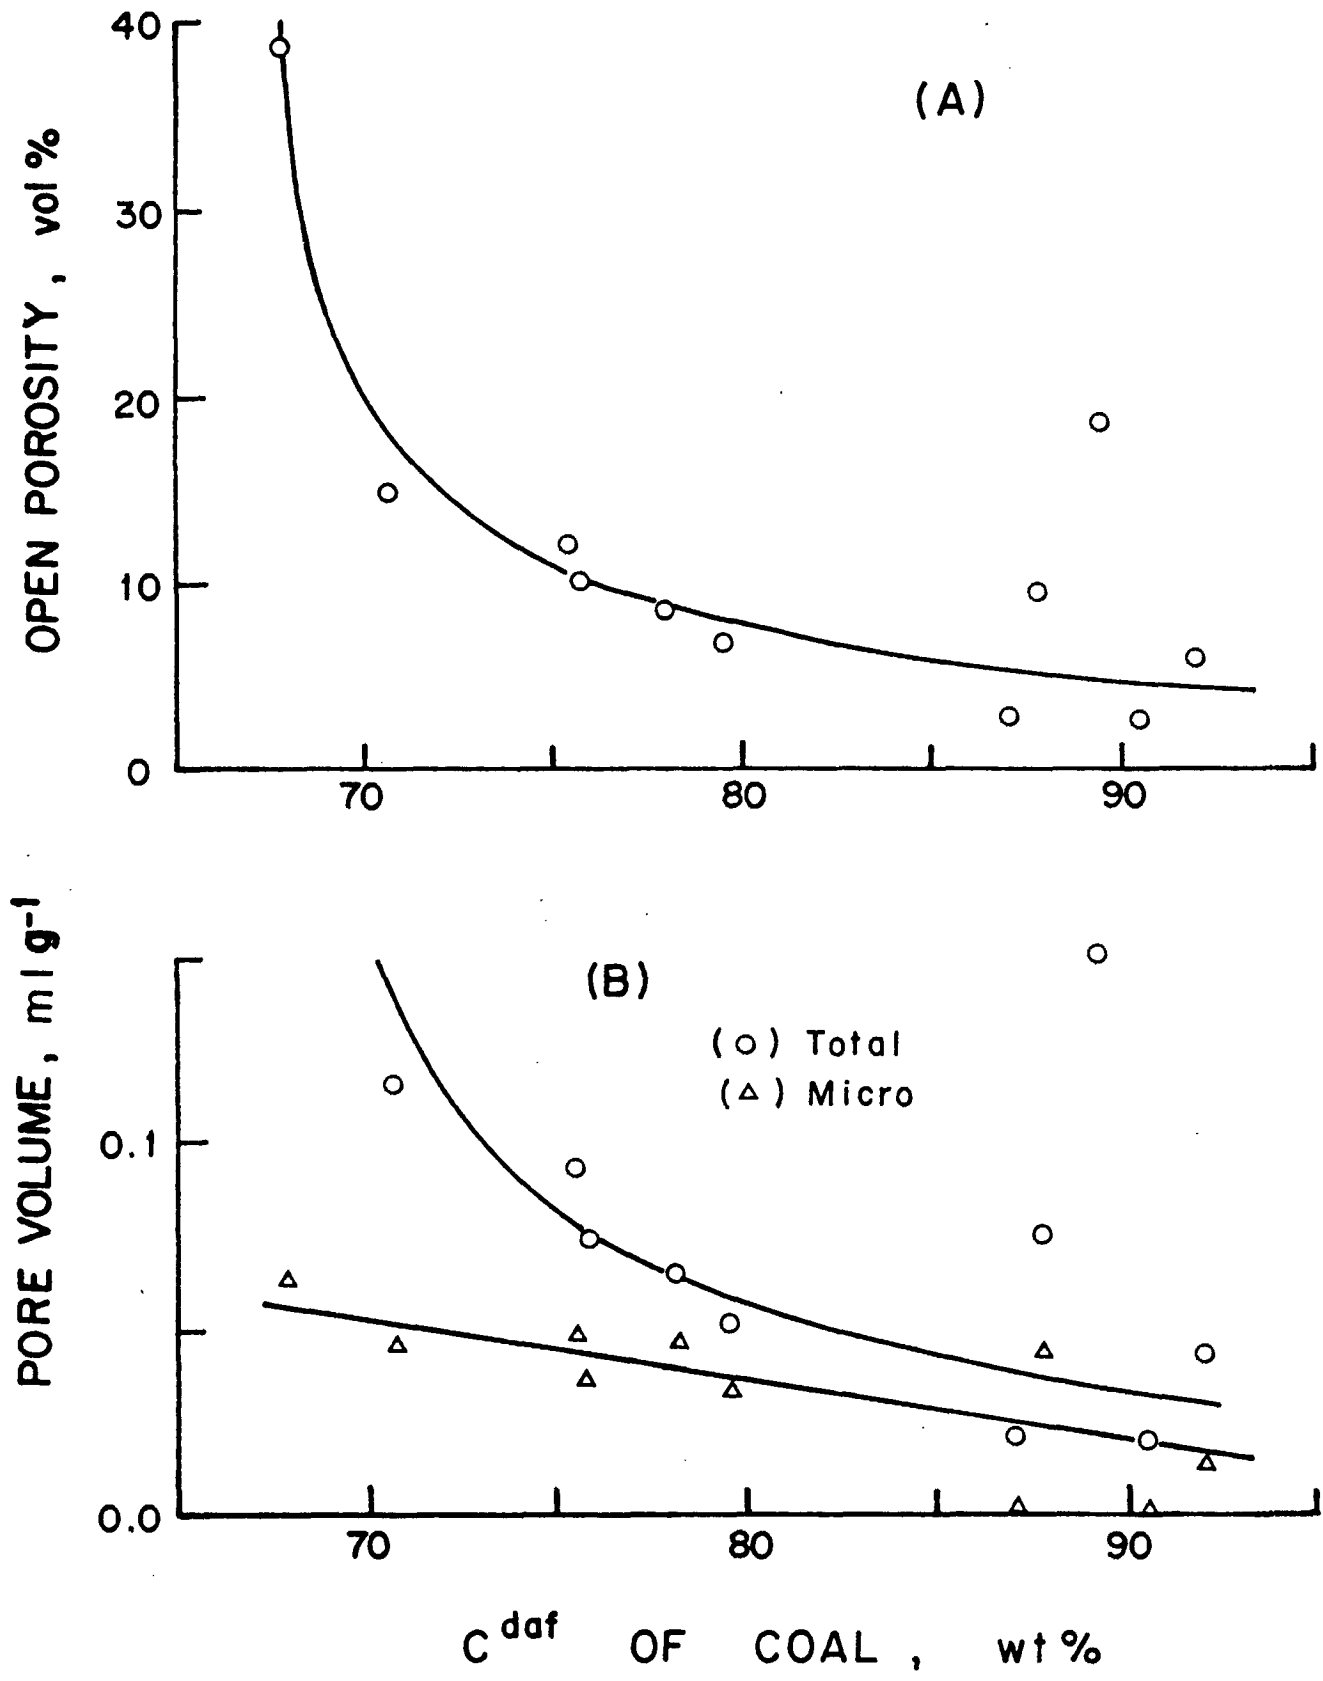 OPEN POROSITY, vol %
40
30
20
10
0
(A)
70 80 90
PORE VOLUME, ml g⁻¹
0.1
0.0
(B)
(○) Total
(△) Micro
70 80 90
C^daf OF COAL, wt %